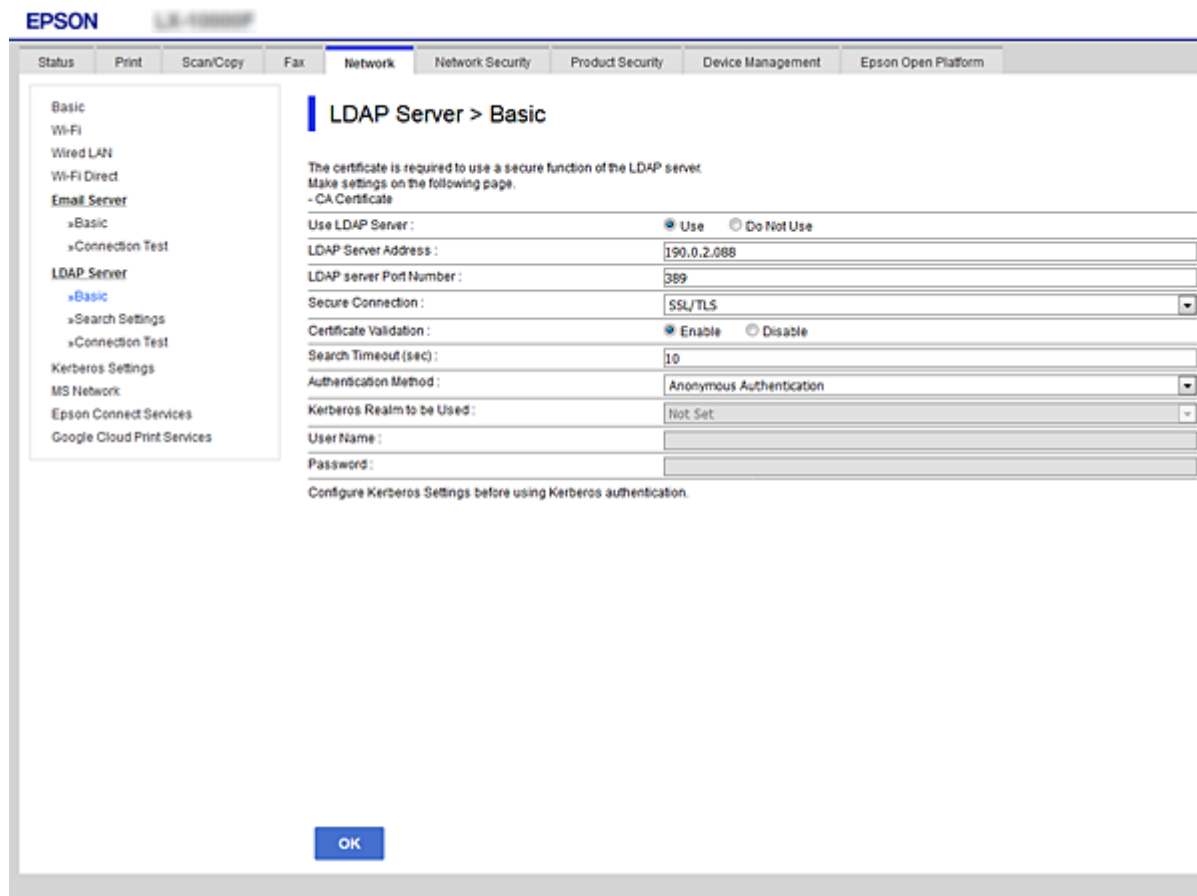 EPSON
Status Print Scan/Copy Fax Network Network Security Product Security Device Management Epson Open Platform
Basic
Wi-Fi
Wired LAN
Wi-Fi Direct
Email Server
»Basic
»Connection Test
LDAP Server
»Basic
»Search Settings
»Connection Test
Kerberos Settings
MS Network
Epson Connect Services
Google Cloud Print Services
LDAP Server > Basic
The certificate is required to use a secure function of the LDAP server.
Make settings on the following page.
- CA Certificate
Use LDAP Server : Use Do Not Use
LDAP Server Address : 190.0.2.088
LDAP server Port Number : 389
Secure Connection : SSL/TLS
Certificate Validation : Enable Disable
Search Timeout (sec) : 10
Authentication Method : Anonymous Authentication
Kerberos Realm to be Used : Not Set
User Name :
Password :
Configure Kerberos Settings before using Kerberos authentication.
OK